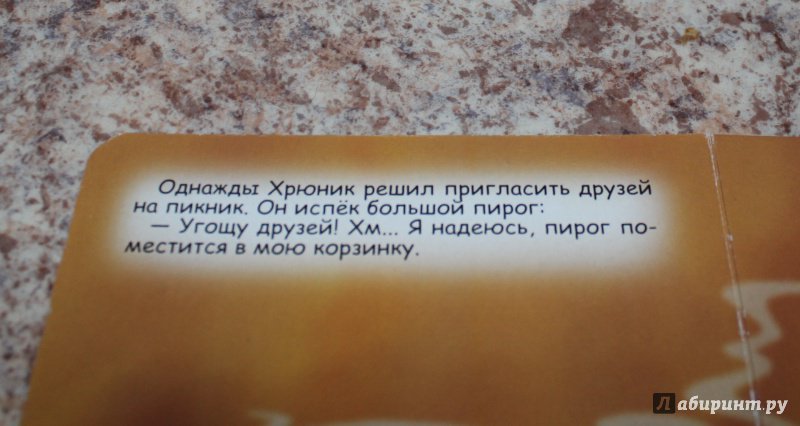 Однажды Хрюник решил пригласить друзей
на пикник. Он испёк большой пирог:
— Угощу друзей! Хм... Я надеюсь, пирог по-
местится в мою корзинку.
Лабиринт.ру